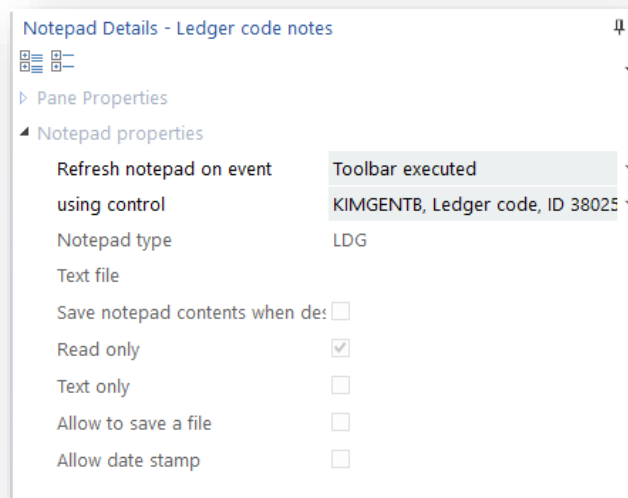 Notepad Details - Ledger code notes
Pane Properties
Notepad properties
Refresh notepad on event Toolbar executed
using control KIMGENTB, Ledger code, ID 38025
Notepad type LDG
Text file
Save notepad contents when des
Read only
Text only
Allow to save a file
Allow date stamp